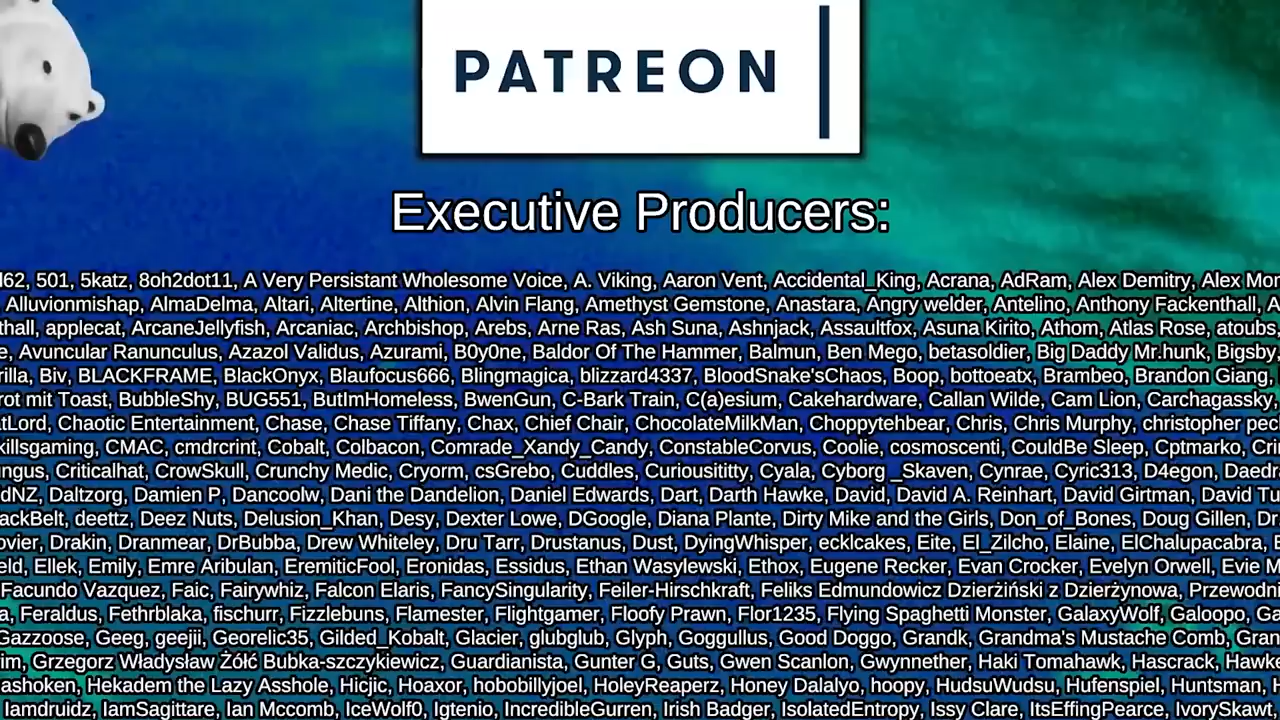 PATREON
Executive Producers:
62, 501, 5katz, 8oh2dot11, A Very Persistant Wholesome Voice, A. Viking, Aaron Vent, Accidental_King, Acrana, AdRam, Alex Demitry, Alex Mor
Alluvionmishap, AlmaDelma, Altari, Altertine, Althion, Alvin Flang, Amethyst Gemstone, Anastara, Angry welder, Antelino, Anthony Fackenthall, A
thall, applecat, ArcaneJellyfish, Arcaniac, Archbishop, Arebs, Arne Ras, Ash Suna, Ashnjack, Assaultfox, Asuna Kirito, Athom, Atlas Rose, atoubs,
e, Avuncular Ranunculus, Azazol Validus, Azurami, B0y0ne, Baldor Of The Hammer, Balmun, Ben Mego, betasoldier, Big Daddy Mr.hunk, Bigsby,
rilla, Biv, BLACKFRAME, BlackOnyx, Blaufocus666, Blingmagica, blizzard4337, BloodSnake'sChaos, Boop, bottoeatx, Brambeo, Brandon Giang,
rot mit Toast, BubbleShy, BUG551, ButImHomeless, BwenGun, C-Bark Train, C(a)esium, Cakehardware, Callan Wilde, Cam Lion, Carchagassky,
tLord, Chaotic Entertainment, Chase, Chase Tiffany, Chax, Chief Chair, ChocolateMilkMan, Choppytehbear, Chris, Chris Murphy, christopher pec
killsgaming, CMAC, cmdrcrint, Cobalt, Colbacon, Comrade_Xandy_Candy, ConstableCorvus, Coolie, cosmoscenti, CouldBe Sleep, Cptmarko, Cri
ungus, Criticalhat, CrowSkull, Crunchy Medic, Cryorm, csGrebo, Cuddles, Curiousititty, Cyala, Cyborg _Skaven, Cynrae, Cyric313, D4egon, Daedr
dNZ, Daltzorg, Damien P, Dancoolw, Dani the Dandelion, Daniel Edwards, Dart, Darth Hawke, David, David A. Reinhart, David Girtman, David Tu
ackBelt, deettz, Deez Nuts, Delusion_Khan, Desy, Dexter Lowe, DGoogle, Diana Plante, Dirty Mike and the Girls, Don_of_Bones, Doug Gillen, Dr
ovier, Drakin, Dranmear, DrBubba, Drew Whiteley, Dru Tarr, Drustanus, Dust, DyingWhisper, ecklcakes, Eite, El_Zilcho, Elaine, ElChalupacabra, E
eld, Ellek, Emily, Emre Aribulan, EremiticFool, Eronidas, Essidus, Ethan Wasylewski, Ethox, Eugene Recker, Evan Crocker, Evelyn Orwell, Evie M
Facundo Vazquez, Faic, Fairywhiz, Falcon Elaris, FancySingularity, Feiler-Hirschkraft, Feliks Edmundowicz Dzierżiński z Dzierżynowa, Przewodni
a, Feraldus, Fethrblaka, fischurr, Fizzlebuns, Flamester, Flightgamer, Floofy Prawn, Flor1235, Flying Spaghetti Monster, GalaxyWolf, Galoopo, Ga
Gazzoose, Geeg, geejii, Georelic35, Gilded_Kobalt, Glacier, glubglub, Glyph, Goggullus, Good Doggo, Grandk, Grandma's Mustache Comb, Gran
im, Grzegorz Władysław Żółć Bubka-szczykiewicz, Guardianista, Gunter G, Guts, Gwen Scanlon, Gwynnether, Haki Tomahawk, Hascrack, Hawke
ashoken, Hekadem the Lazy Asshole, Hicjic, Hoaxor, hobobillyjoel, HoleyReaperz, Honey Dalalyo, hoopy, HudsuWudsu, Hufenspiel, Huntsman, H
Iamdruidz, IamSagittare, Ian Mccomb, IceWolf0, Igtenio, IncredibleGurren, Irish Badger, IsolatedEntropy, Issy Clare, ItsEffingPearce, IvorySkawt,